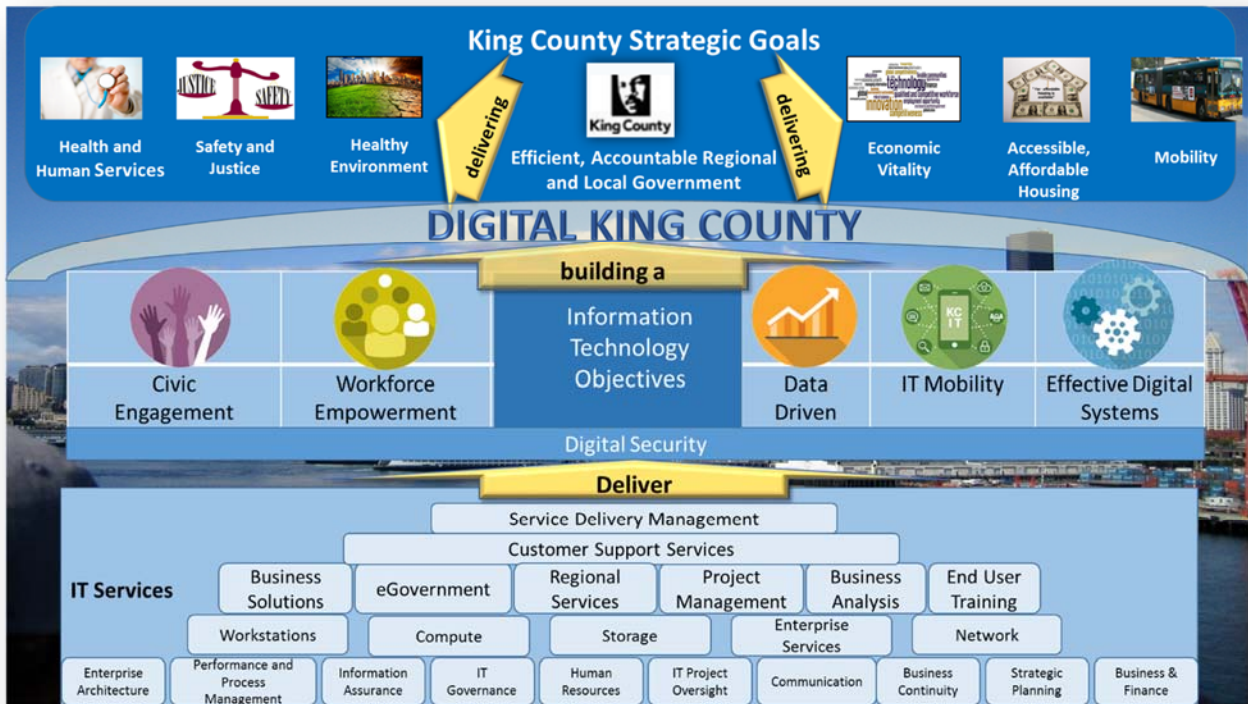 King County Strategic Goals
JUSTICE
SAFETY
technology
innovation
King County
delivering
delivering
Health and
Human Services
Safety and
Justice
Healthy
Environment
Efficient, Accountable Regional
and Local Government
Economic
Vitality
Accessible,
Affordable
Housing
Mobility
DIGITAL KING COUNTY
building a
Information
Technology
Objectives
KC
IT
Civic
Engagement
Workforce
Empowerment
Data
Driven
IT Mobility
Effective Digital
Systems
Digital Security
Deliver
Service Delivery Management
Customer Support Services
IT Services
Business
Solutions
eGovernment
Regional
Services
Project
Management
Business
Analysis
End User
Training
Workstations
Compute
Storage
Enterprise
Services
Network
Enterprise
Architecture
Performance and
Process
Management
Information
Assurance
IT
Governance
Human
Resources
IT Project
Oversight
Communication
Business
Continuity
Strategic
Planning
Business &
Finance